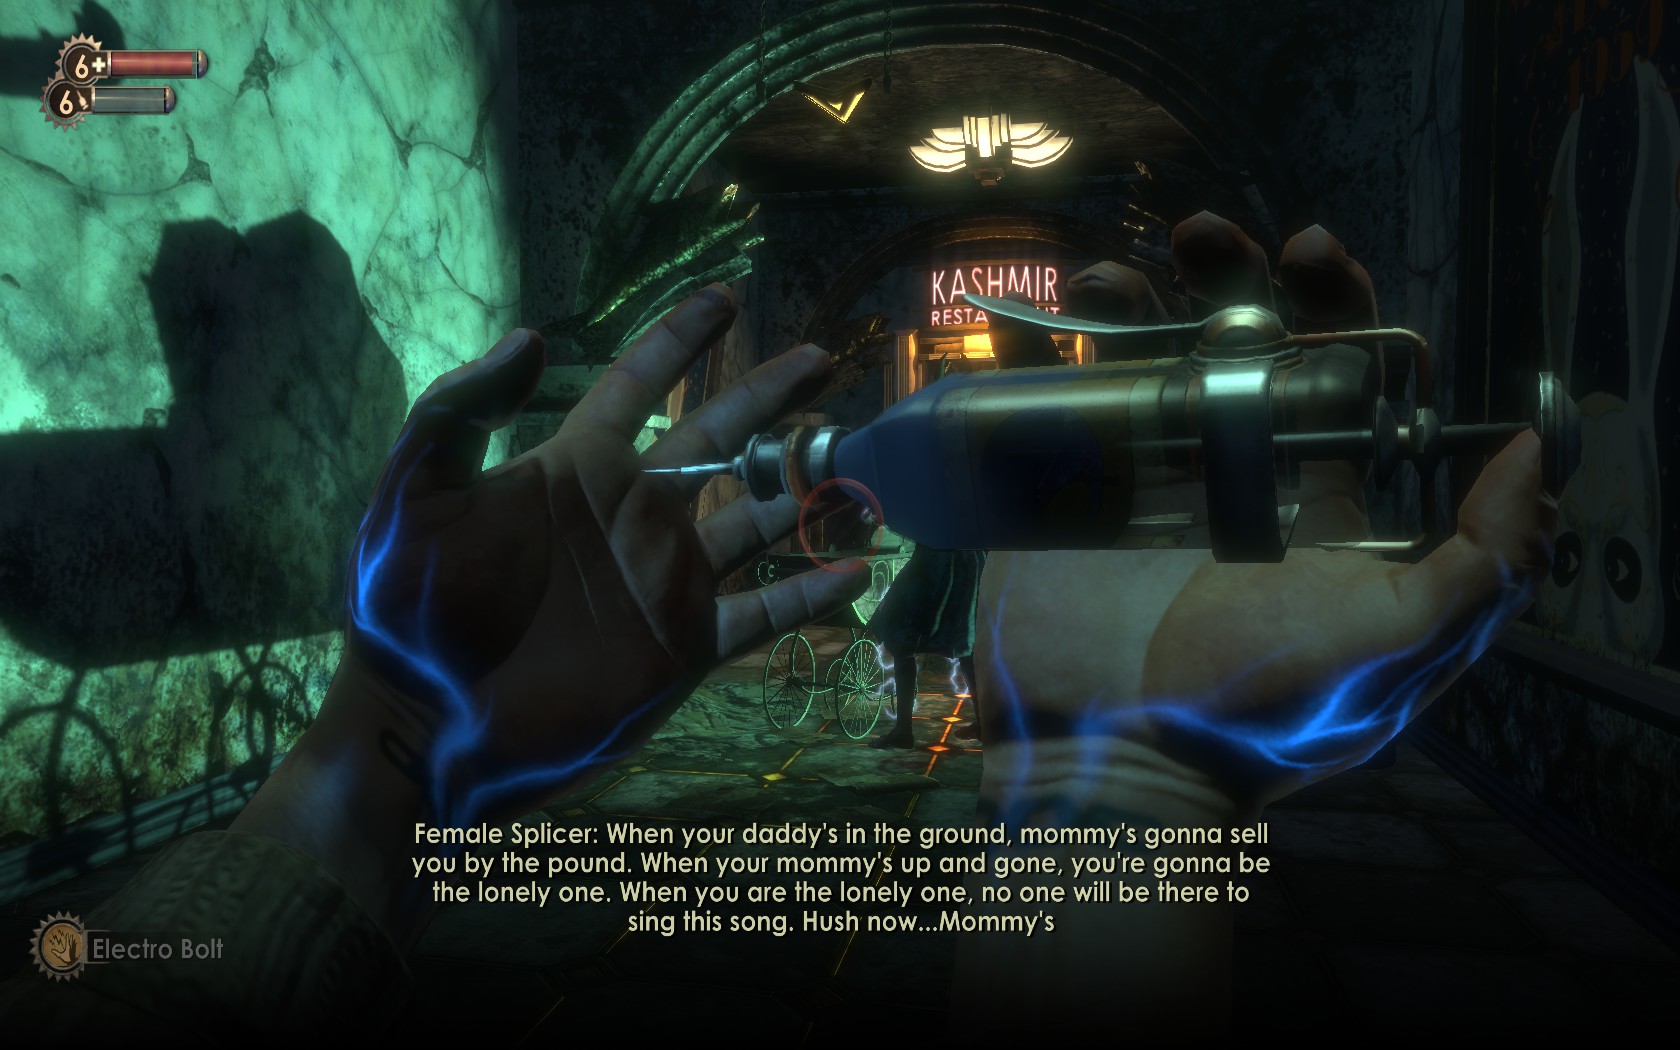 6
6
KASHMIR
Female Splicer: When your daddy's in the ground, mommy's gonna sell
you by the pound. When your mommy's up and gone, you're gonna be
the lonely one. When you are the lonely one, no one will be there to
sing this song. Hush now...Mommy's
Electro Bolt